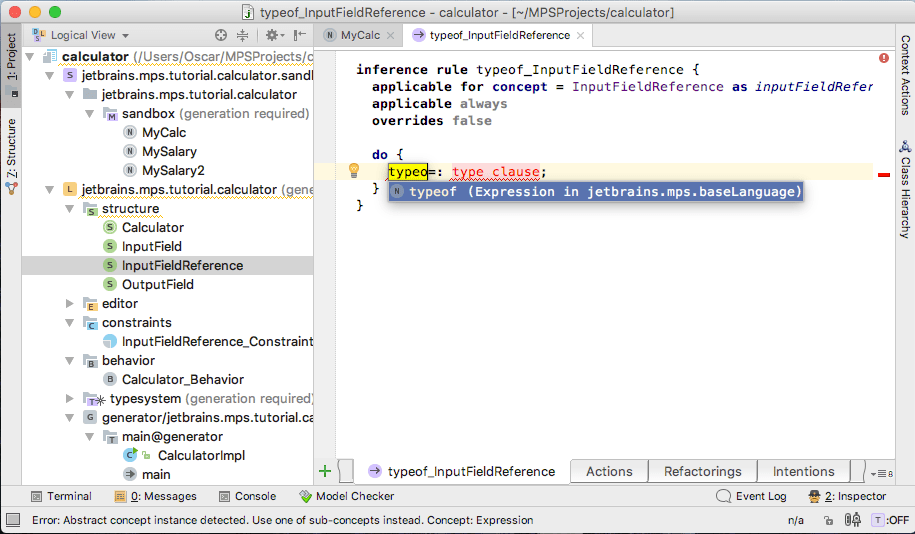 typeof_InputFieldReference - calculator - [~/MPSProjects/calculator]
1: Project
Z: Structure
Logical View
calculator (/Users/Oscar/MPSProjects/c
jetbrains.mps.tutorial.calculator.sand
jetbrains.mps.tutorial.calculator
sandbox (generation required)
MyCalc
MySalary
MySalary2
jetbrains.mps.tutorial.calculator (gene
structure
Calculator
InputField
InputFieldReference
OutputField
editor
constraints
InputFieldReference_Constraint
behavior
Calculator_Behavior
typesystem (generation required)
generator/jetbrains.mps.tutorial.ca
main@generator
CalculatorImpl
main
MyCalc
typeof_InputFieldReference
inference rule typeof_InputFieldReference {
applicable for concept = InputFieldReference as inputFieldRefer
applicable always
overrides false
do {
typeo=: type clause;
typeof (Expression in jetbrains.mps.baseLanguage)
}
}
Context Actions
Class Hierarchy
typeof_InputFieldReference
Actions
Refactorings
Intentions
8
Terminal
0: Messages
Console
Model Checker
Event Log
2: Inspector
Error: Abstract concept instance detected. Use one of sub-concepts instead. Concept: Expression
n/a
T :OFF